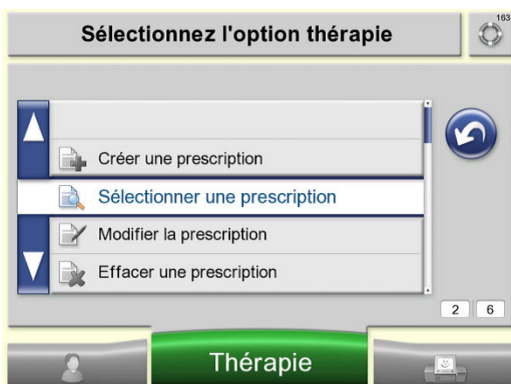 Sélectionnez l'option thérapie
163
Créer une prescription
Sélectionner une prescription
Modifier la prescription
Effacer une prescription
2 6
Thérapie